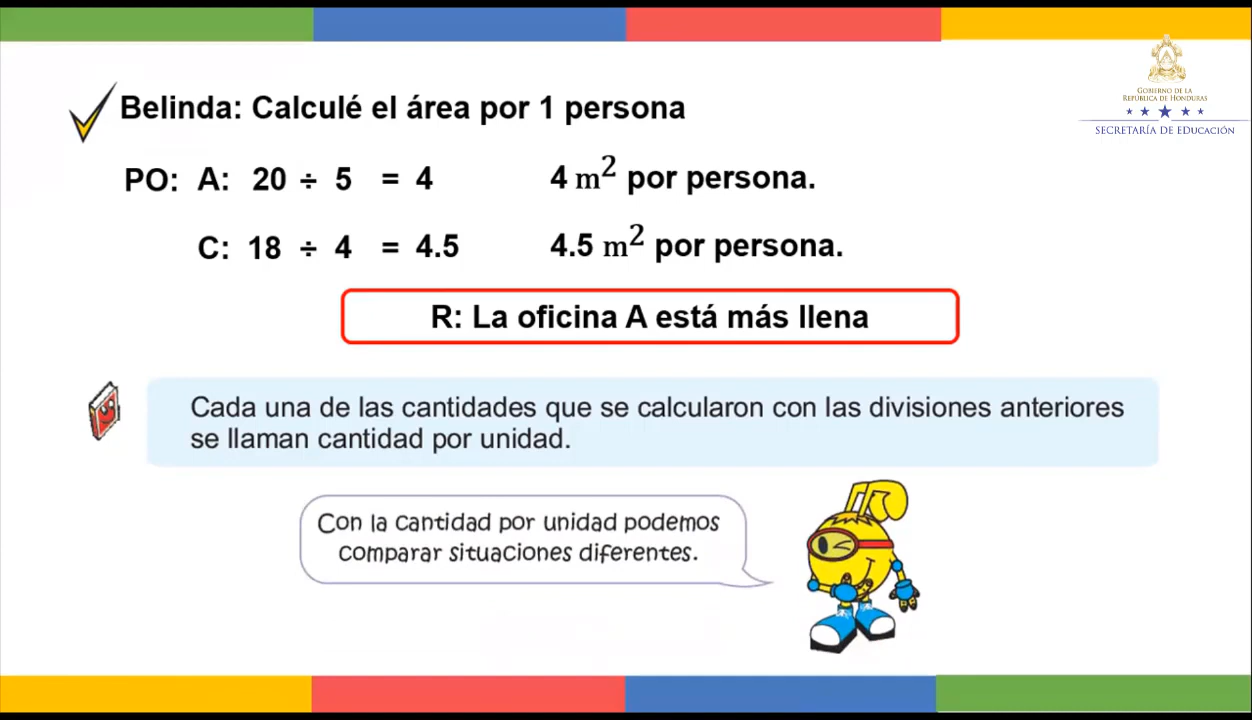 GOBIERNO DE LA
REPÚBLICA DE HONDURAS
SECRETARÍA DE EDUCACIÓN
Belinda: Calculé el área por 1 persona
PO: A: 20 ÷ 5 = 4 4 m² por persona.
C: 18 ÷ 4 = 4.5 4.5 m² por persona.
R: La oficina A está más llena
Cada una de las cantidades que se calcularon con las divisiones anteriores
se llaman cantidad por unidad.
Con la cantidad por unidad podemos
comparar situaciones diferentes.